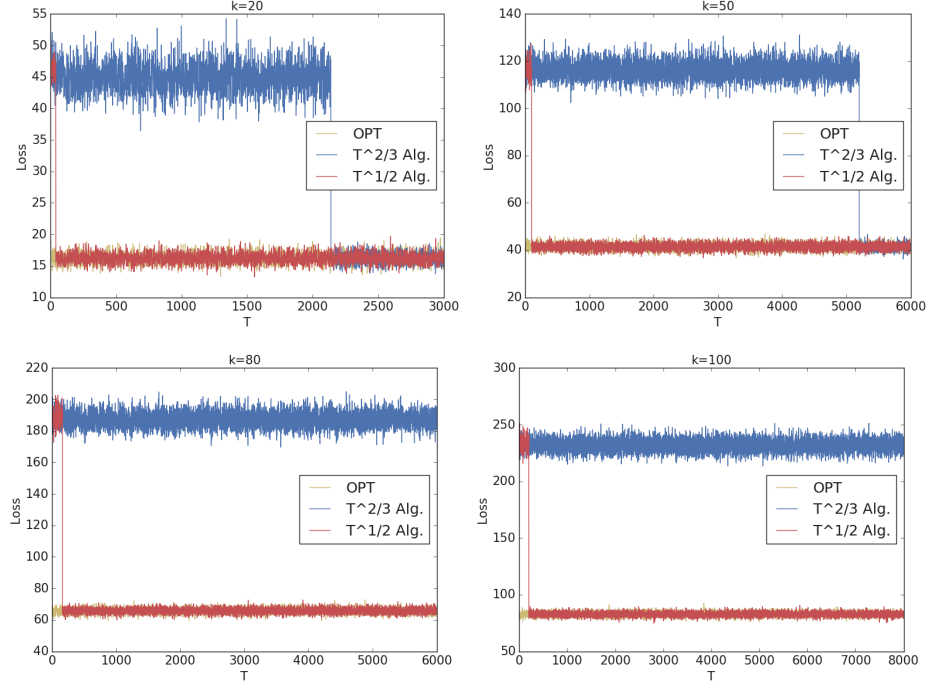 k=20
55
50
45
40
35
30
25
20
15
10
Loss
OPT
T^2/3 Alg.
T^1/2 Alg.
0 500 1000 1500 2000 2500 3000
T
k=50
140
120
100
80
60
40
20
Loss
OPT
T^2/3 Alg.
T^1/2 Alg.
0 1000 2000 3000 4000 5000 6000
T
k=80
220
200
180
160
140
120
100
80
60
40
Loss
OPT
T^2/3 Alg.
T^1/2 Alg.
0 1000 2000 3000 4000 5000 6000
T
k=100
300
250
200
150
100
50
Loss
OPT
T^2/3 Alg.
T^1/2 Alg.
0 1000 2000 3000 4000 5000 6000 7000 8000
T